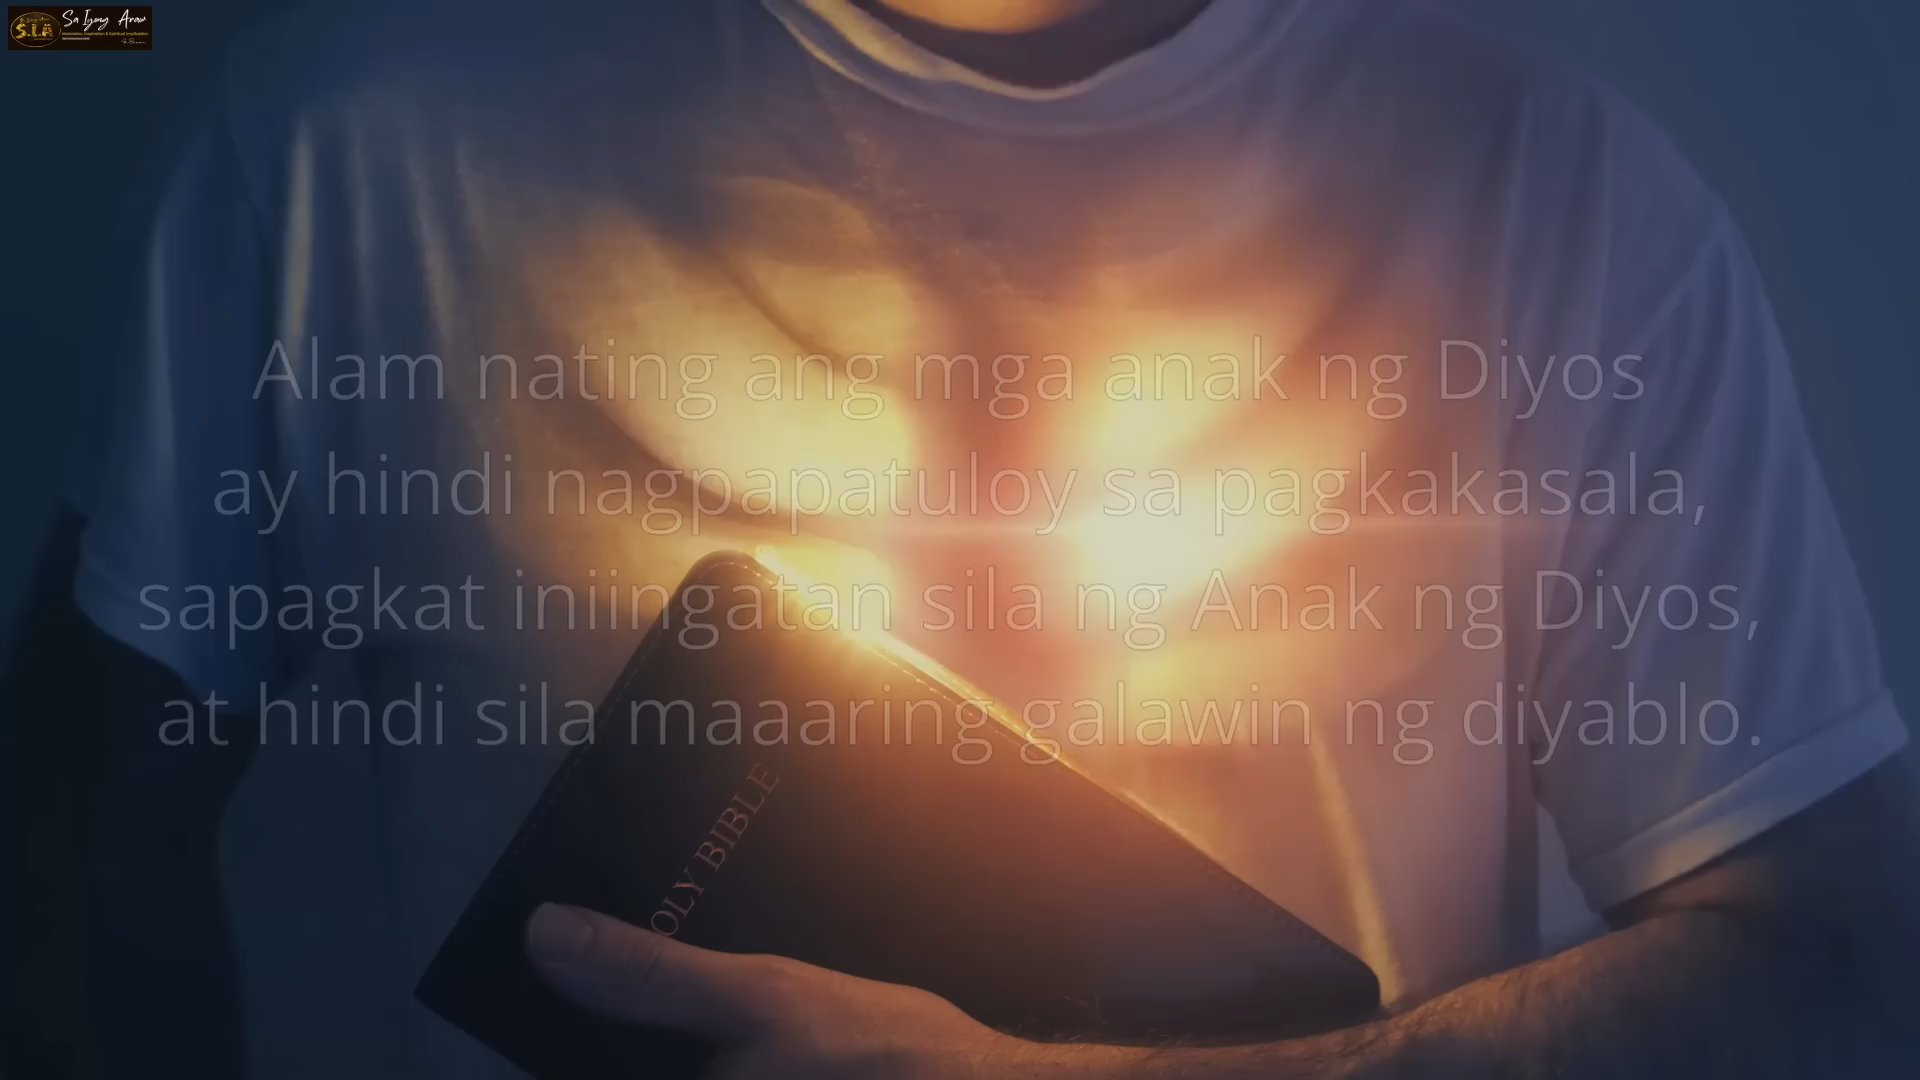 S.I.A
Sa Iyong Araw
Alam nating ang mga anak ng Diyos
ay hindi nagpapatuloy sa pagkakasala,
sapagkat iniingatan sila ng Anak ng Diyos,
at hindi sila maaaring galawin ng diyablo.
OLY BIBLE